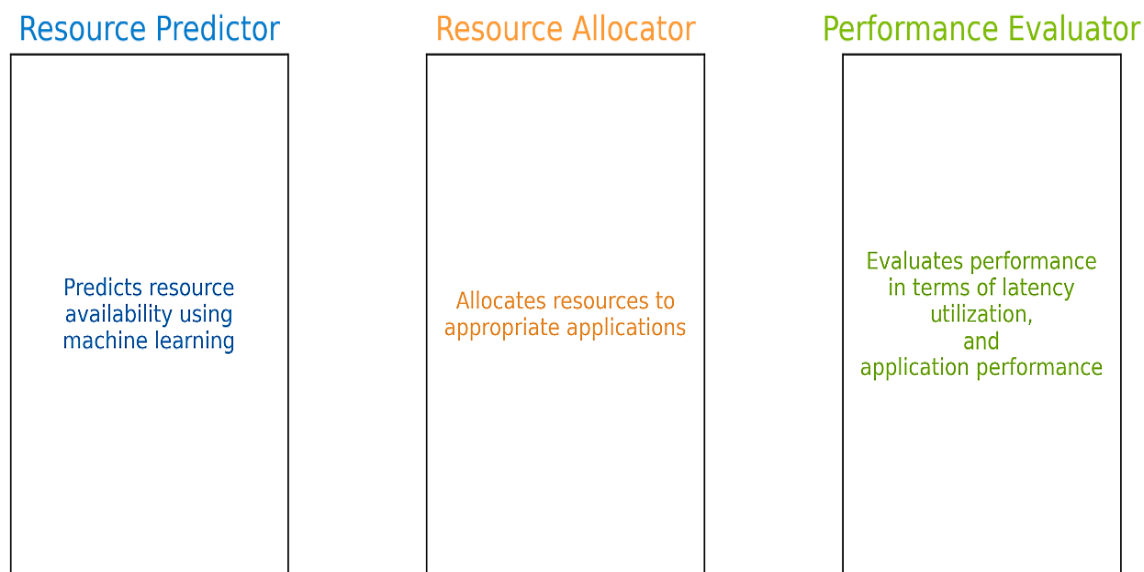 Resource Predictor
Resource Allocator
Performance Evaluator
Predicts resource
availability using
machine learning
Allocates resources to
appropriate applications
Evaluates performance
in terms of latency
utilization,
and
application performance